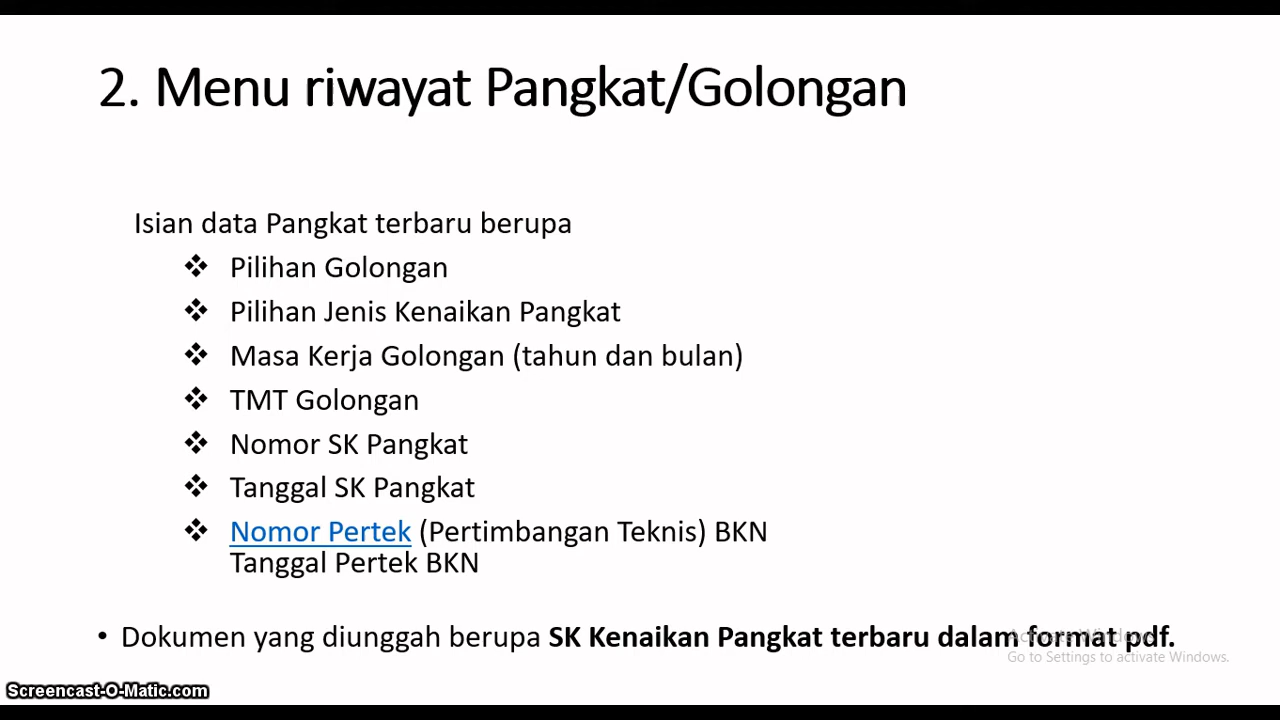 2. Menu riwayat Pangkat/Golongan
Isian data Pangkat terbaru berupa
❖ Pilihan Golongan
❖ Pilihan Jenis Kenaikan Pangkat
❖ Masa Kerja Golongan (tahun dan bulan)
❖ TMT Golongan
❖ Nomor SK Pangkat
❖ Tanggal SK Pangkat
❖ Nomor Pertek (Pertimbangan Teknis) BKN
Tanggal Pertek BKN
• Dokumen yang diunggah berupa SK Kenaikan Pangkat terbaru dalam format pdf.
Activate Windows
Go to Settings to activate Windows.
Screencast-O-Matic.com